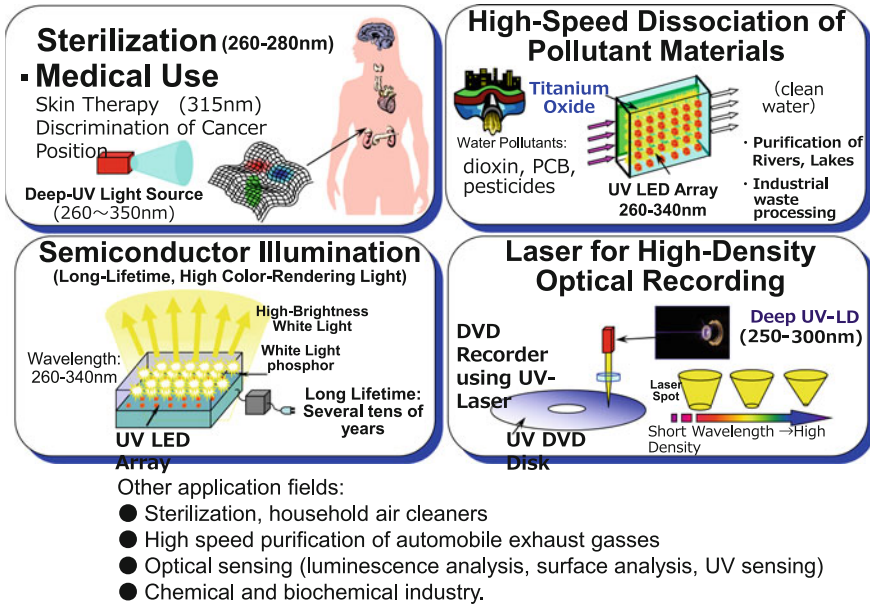 Sterilization (260-280nm)
▪ Medical Use
Skin Therapy (315nm)
Discrimination of Cancer
Position
Deep-UV Light Source
(260～350nm)
High-Speed Dissociation of
Pollutant Materials
Titanium
Oxide
(clean
water)
Water Pollutants:
dioxin, PCB,
pesticides
UV LED Array
260-340nm
・Purification of
Rivers, Lakes
・Industrial
waste
processing
Semiconductor Illumination
(Long-Lifetime, High Color-Rendering Light)
High-Brightness
White Light
Wavelength:
260-340nm
White Light
phosphor
Long Lifetime:
Several tens of
years
UV LED
Array
Laser for High-Density
Optical Recording
DVD
Recorder
using UV-
Laser
Deep UV-LD
(250-300nm)
Laser
Spot
UV DVD
Disk
Short Wavelength →High
Density
Other application fields:
● Sterilization, household air cleaners
● High speed purification of automobile exhaust gasses
● Optical sensing (luminescence analysis, surface analysis, UV sensing)
● Chemical and biochemical industry.